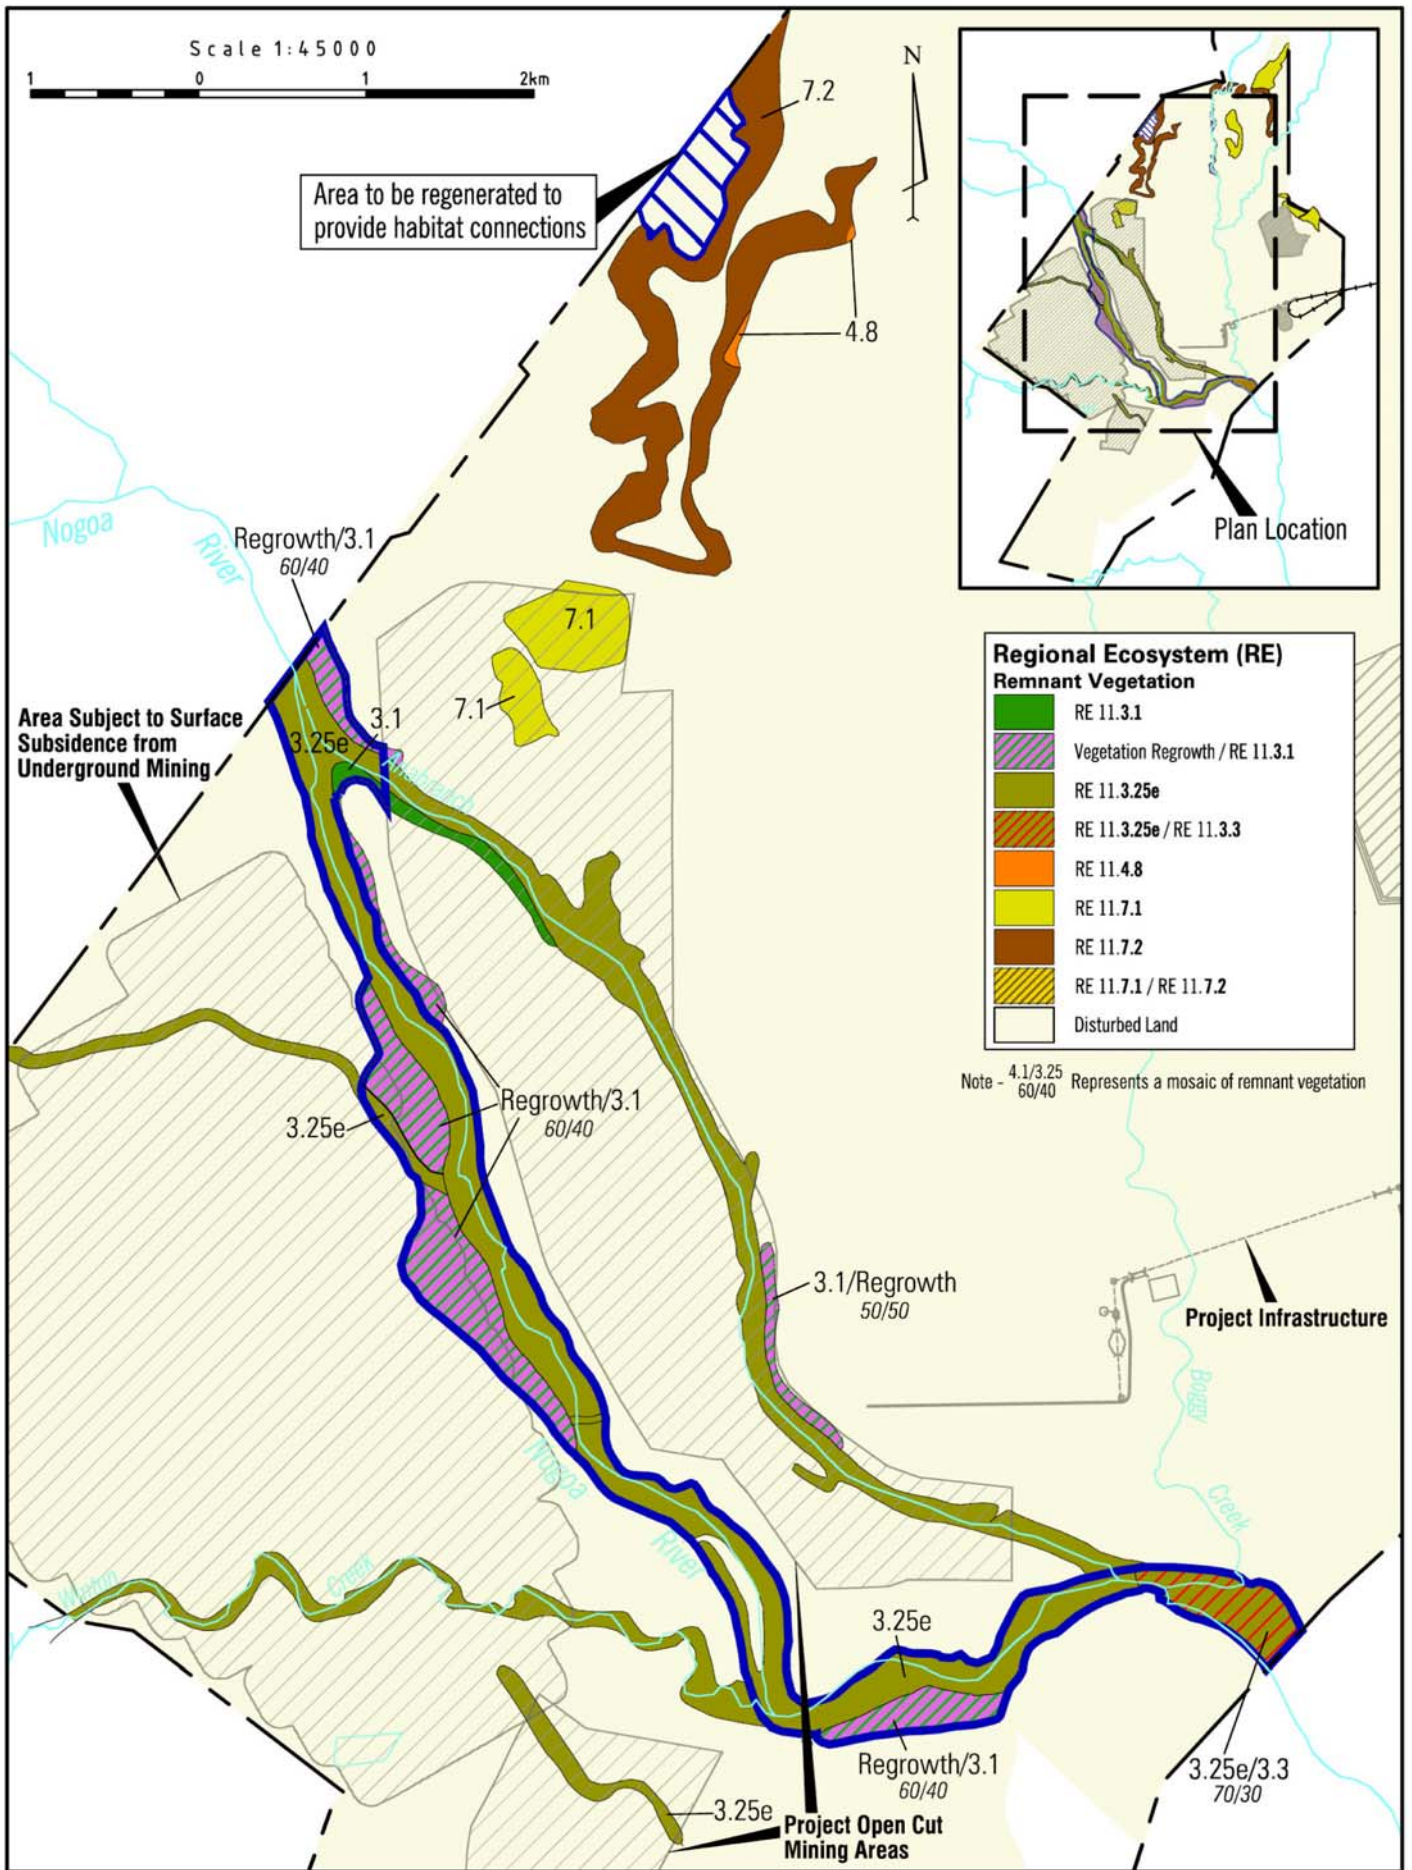 Scale 1:45000
1 0 1 2km
N
7.2
Area to be regenerated to
provide habitat connections
4.8
Plan Location
Nogoa
River
Regrowth/3.1
60/40
7.1
7.1
3.1
3.25e
Anabranch
Area Subject to Surface
Subsidence from
Underground Mining
Regional Ecosystem (RE)
Remnant Vegetation
RE 11.3.1
Vegetation Regrowth / RE 11.3.1
RE 11.3.25e
RE 11.3.25e / RE 11.3.3
RE 11.4.8
RE 11.7.1
RE 11.7.2
RE 11.7.1 / RE 11.7.2
Disturbed Land
Note - 4.1/3.25 Represents a mosaic of remnant vegetation
60/40
Regrowth/3.1
60/40
3.25e
3.1/Regrowth
50/50
Project Infrastructure
Boggy
Creek
Nogoa
River
Winton
Creek
3.25e
Regrowth/3.1
60/40
3.25e/3.3
70/30
3.25e
Project Open Cut
Mining Areas